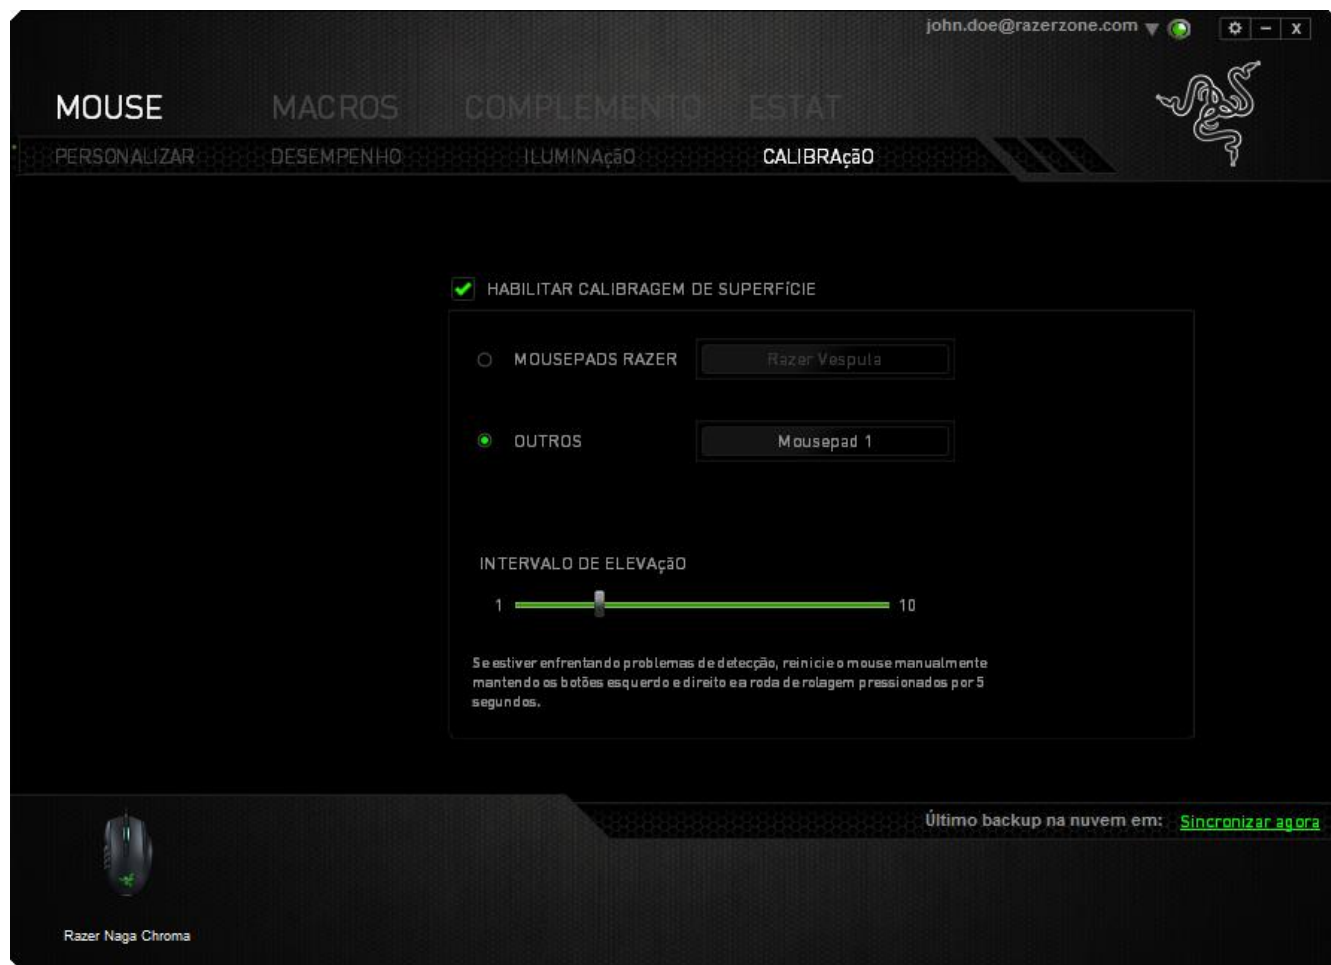 john.doe@razerzone.com
x
MOUSE MACROS COMPLEMENTO ESTAT
PERSONALIZAR DESEMPENHO ILUMINAção CALIBRAção
HABILITAR CALIBRAGEM DE SUPERFíCIE
MOUSEPADS RAZER Razer Vespula
OUTROS Mousepad 1
INTERVALO DE ELEVAção
1 10
Se estiver enfrentando problemas de detecção, reinicie o mouse manualmente
mantendo os botões esquerdo e direito e a roda de rolagem pressionados por 5
segundos.
Último backup na nuvem em: Sincronizar agora
Razer Naga Chroma